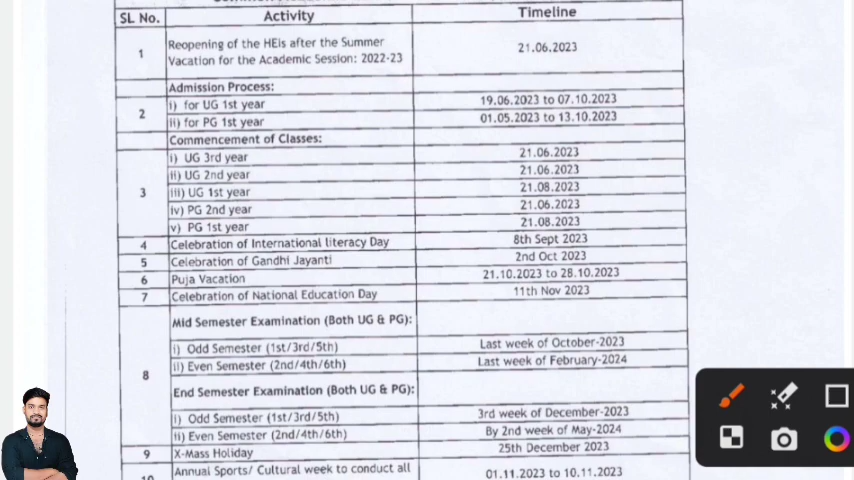 SL No. Activity Timeline
1 Reopening of the HEIs after the Summer Vacation for the Academic Session: 2022-23 21.06.2023
2 Admission Process:
i) for UG 1st year 19.06.2023 to 07.10.2023
ii) for PG 1st year 01.05.2023 to 13.10.2023
3 Commencement of Classes:
i) UG 3rd year 21.06.2023
ii) UG 2nd year 21.06.2023
iii) UG 1st year 21.08.2023
iv) PG 2nd year 21.06.2023
v) PG 1st year 21.08.2023
4 Celebration of International literacy Day 8th Sept 2023
5 Celebration of Gandhi Jayanti 2nd Oct 2023
6 Puja Vacation 21.10.2023 to 28.10.2023
7 Celebration of National Education Day 11th Nov 2023
8 Mid Semester Examination (Both UG & PG):
i) Odd Semester (1st/3rd/5th) Last week of October-2023
ii) Even Semester (2nd/4th/6th) Last week of February-2024
End Semester Examination (Both UG & PG):
i) Odd Semester (1st/3rd/5th) 3rd week of December-2023
ii) Even Semester (2nd/4th/6th) By 2nd week of May-2024
9 X-Mass Holiday 25th December 2023
10 Annual Sports/ Cultural week to conduct all 01.11.2023 to 10.11.2023